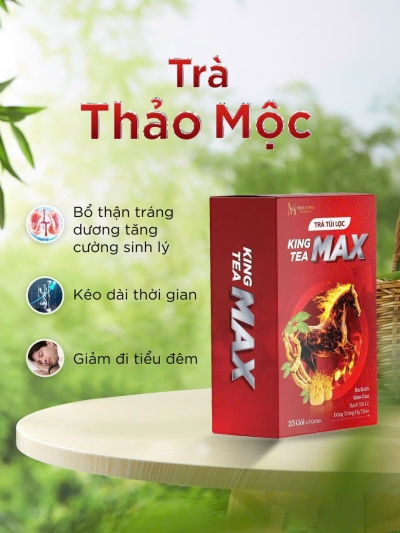 Trà
Thảo Mộc
Bổ thận tráng
dương tăng
cường sinh lý
Kéo dài thời gian
Giảm đi tiểu đêm
TRÀ TÚI LỌC
KING
TEA
MAX
KING
TEA
MAX
Ba Kích
Sâm Cau
Bạch Tật Lê
Đông Trùng Hạ Thảo
25 Gói